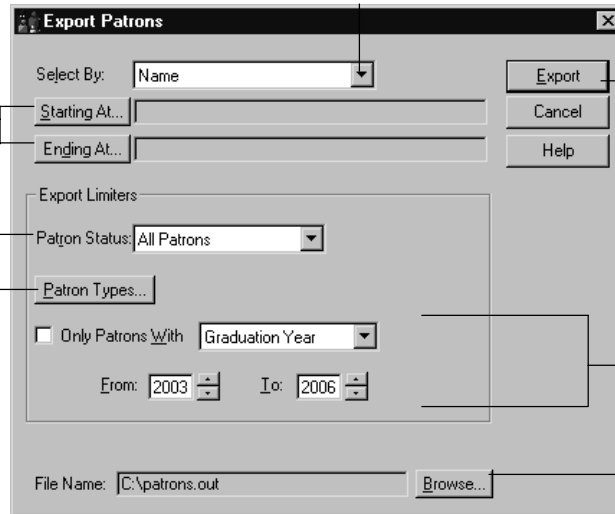 Export Patrons
Select By: Name
Export
Starting At...
Cancel
Ending At...
Help
Export Limiters
Patron Status: All Patrons
Patron Types...
Only Patrons With Graduation Year
From: 2003 To: 2006
File Name: C:\patrons.out Browse...